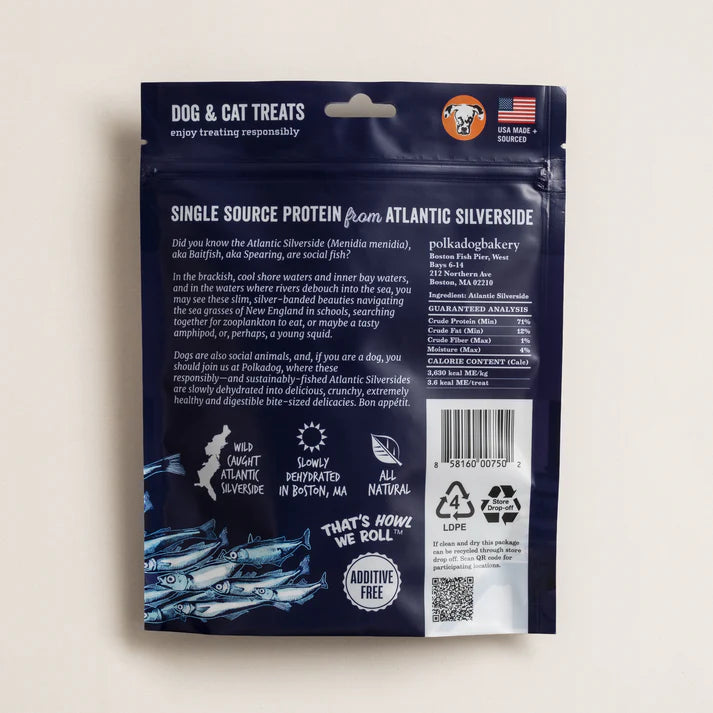 DOG & CAT TREATS
enjoy treating responsibly
USA MADE +
SOURCED
SINGLE SOURCE PROTEIN from ATLANTIC SILVERSIDE
Did you know the Atlantic Silverside (Menidia menidia),
aka Baitfish, aka Spearing, are social fish?
In the brackish, cool shore waters and inner bay waters,
and in the waters where rivers debouch into the sea, you
may see these slim, silver-banded beauties navigating
the sea grasses of New England in schools, searching
together for zooplankton to eat, or maybe a tasty
amphipod, or, perhaps, a young squid.
Dogs are also social animals, and, if you are a dog, you
should join us at Polkadog, where these
responsibly—and sustainably-fished Atlantic Silversides
are slowly dehydrated into delicious, crunchy, extremely
healthy and digestible bite-sized delicacies. Bon appétit.
polkadogbakery
Boston Fish Pier, West
Bays 6-14
212 Northern Ave
Boston, MA 02210
Ingredient: Atlantic Silverside
GUARANTEED ANALYSIS
Crude Protein (Min) 71%
Crude Fat (Min) 12%
Crude Fiber (Max) 1%
Moisture (Max) 4%
CALORIE CONTENT (Calc)
3,630 kcal ME/kg
3.6 kcal ME/treat
WILD
CAUGHT
ATLANTIC
SILVERSIDE
SLOWLY
DEHYDRATED
IN BOSTON, MA
ALL
NATURAL
THAT'S HOWL
WE ROLL™
ADDITIVE
FREE
8 58160 00750 2
4
LDPE
Store
Drop-off
If clean and dry this package
can be recycled through store
drop off. Scan QR code for
participating locations.